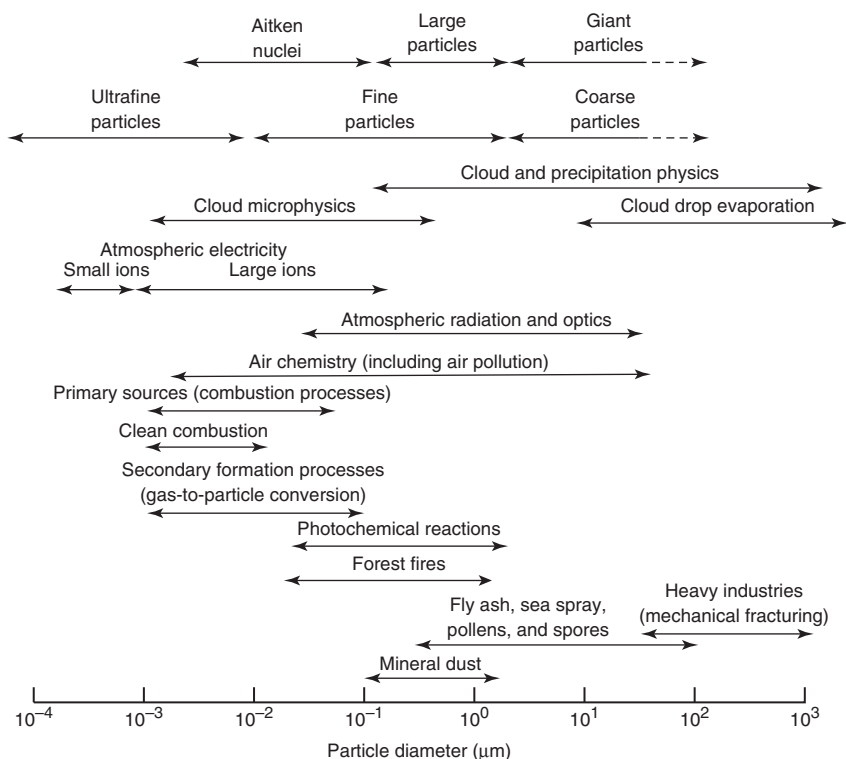 Aitken
nuclei
Large
particles
Giant
particles
Ultrafine
particles
Fine
particles
Coarse
particles
Cloud and precipitation physics
Cloud microphysics
Cloud drop evaporation
Atmospheric electricity
Small ions
Large ions
Atmospheric radiation and optics
Air chemistry (including air pollution)
Primary sources (combustion processes)
Clean combustion
Secondary formation processes
(gas-to-particle conversion)
Photochemical reactions
Forest fires
Heavy industries
(mechanical fracturing)
Fly ash, sea spray,
pollens, and spores
Mineral dust
10⁻⁴ 10⁻³ 10⁻² 10⁻¹ 10⁰ 10¹ 10² 10³
Particle diameter (μm)